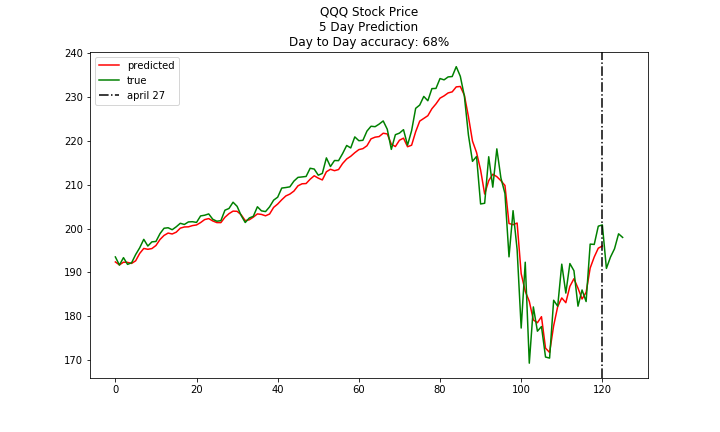 QQQ Stock Price
5 Day Prediction
Day to Day accuracy: 68%
predicted
true
april 27
240
230
220
210
200
190
180
170
0
20
40
60
80
100
120